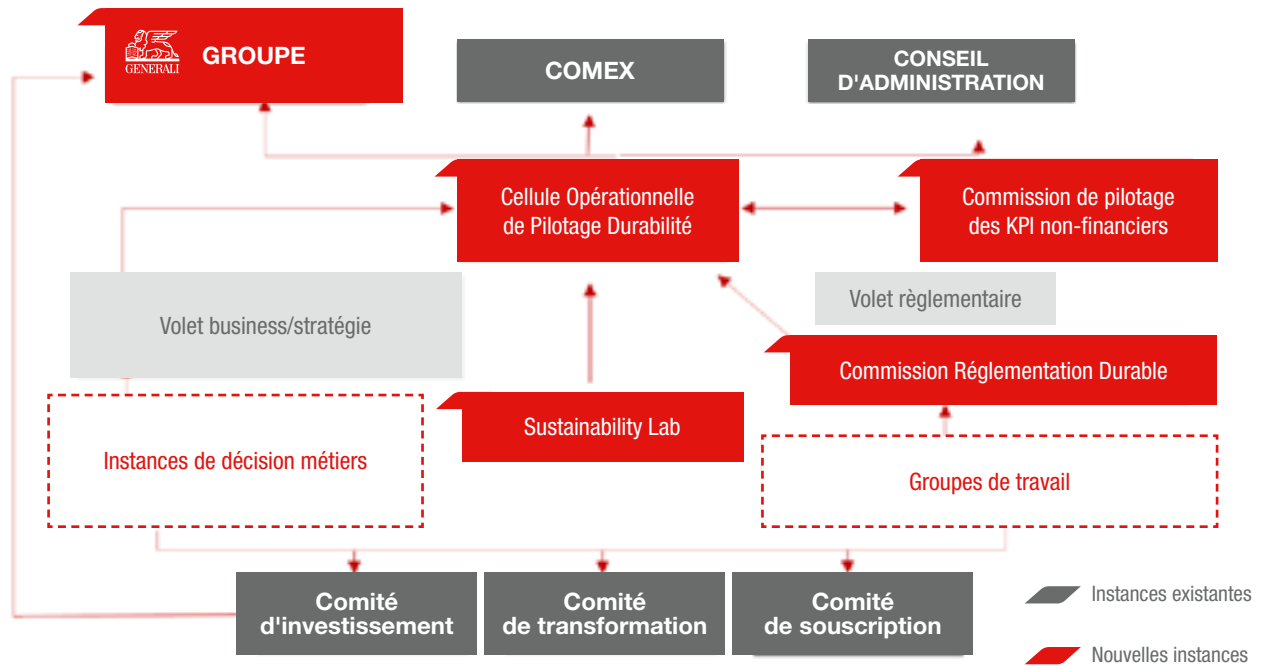 GENERALI
GROUPE
COMEX
CONSEIL
D'ADMINISTRATION
Cellule Opérationnelle
de Pilotage Durabilité
Commission de pilotage
des KPI non-financiers
Volet business/stratégie
Volet règlementaire
Commission Réglementation Durable
Sustainability Lab
Instances de décision métiers
Groupes de travail
Comité
d'investissement
Comité
de transformation
Comité
de souscription
Instances existantes
Nouvelles instances